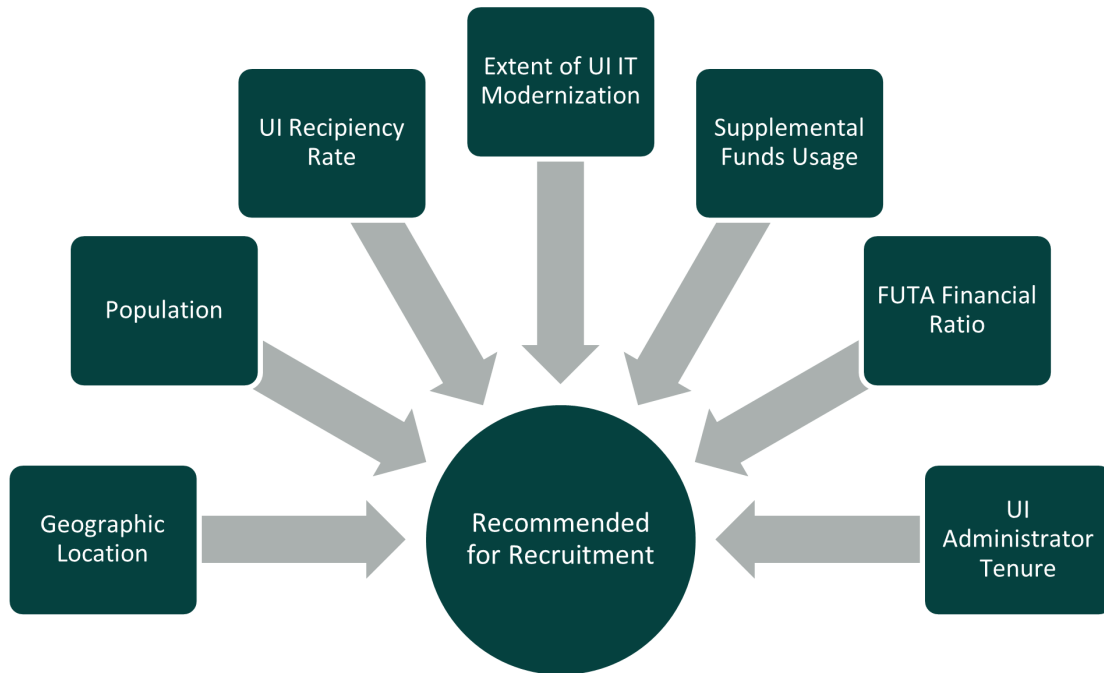 Extent of UI IT
Modernization
UI Recipiency
Rate
Supplemental
Funds Usage
Population
FUTA Financial
Ratio
Geographic
Location
Recommended
for Recruitment
UI
Administrator
Tenure